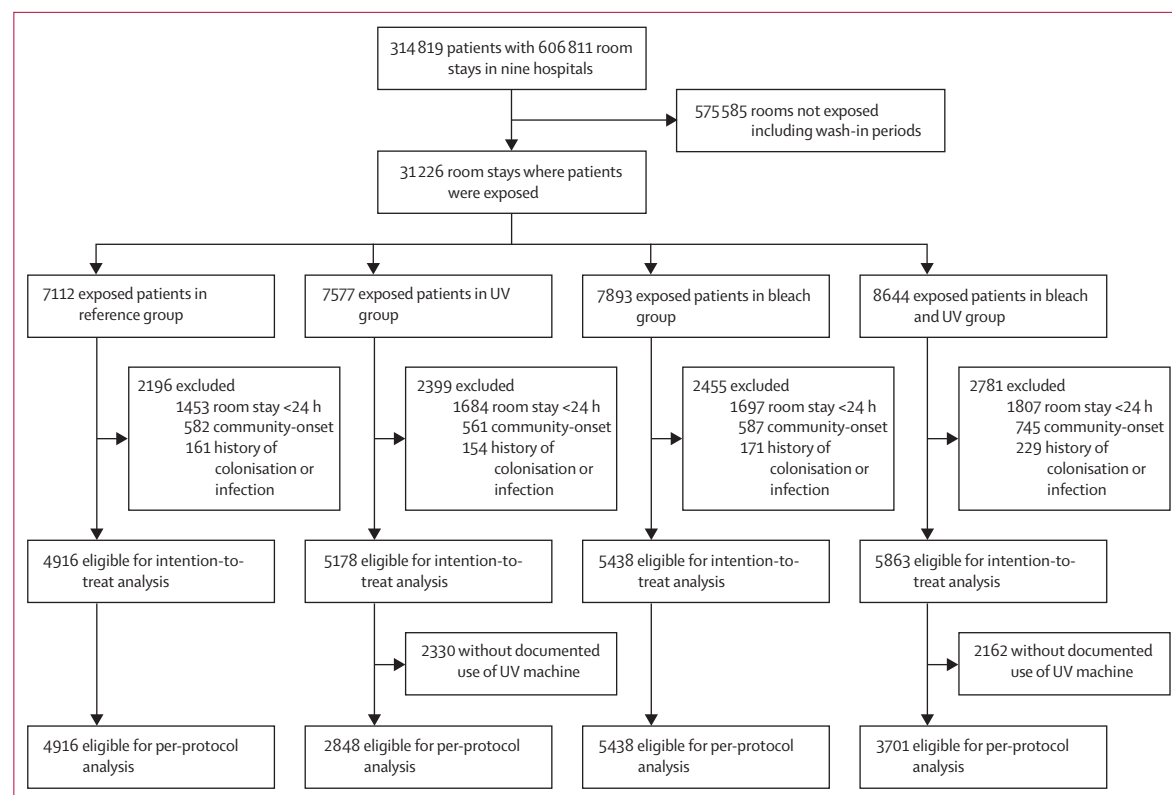 314 819 patients with 606 811 room
stays in nine hospitals
575 585 rooms not exposed
including wash-in periods
31 226 room stays where patients
were exposed
7112 exposed patients in
reference group
7577 exposed patients in UV
group
7893 exposed patients in bleach
group
8644 exposed patients in bleach
and UV group
2196 excluded
1453 room stay <24 h
582 community-onset
161 history of
colonisation or
infection
2399 excluded
1684 room stay <24 h
561 community-onset
154 history of
colonisation or
infection
2455 excluded
1697 room stay <24 h
587 community-onset
171 history of
colonisation or
infection
2781 excluded
1807 room stay <24 h
745 community-onset
229 history of
colonisation or
infection
4916 eligible for intention-to-
treat analysis
5178 eligible for intention-to-
treat analysis
5438 eligible for intention-to-
treat analysis
5863 eligible for intention-to-
treat analysis
2330 without documented
use of UV machine
2162 without documented
use of UV machine
4916 eligible for per-protocol
analysis
2848 eligible for per-protocol
analysis
5438 eligible for per-protocol
analysis
3701 eligible for per-protocol
analysis